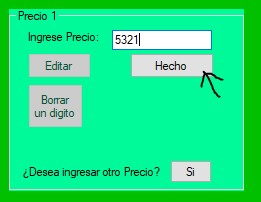 Precio 1
Ingrese Precio: 5321
Editar Hecho
Borrar
un digito
¿Desea ingresar otro Precio? Si